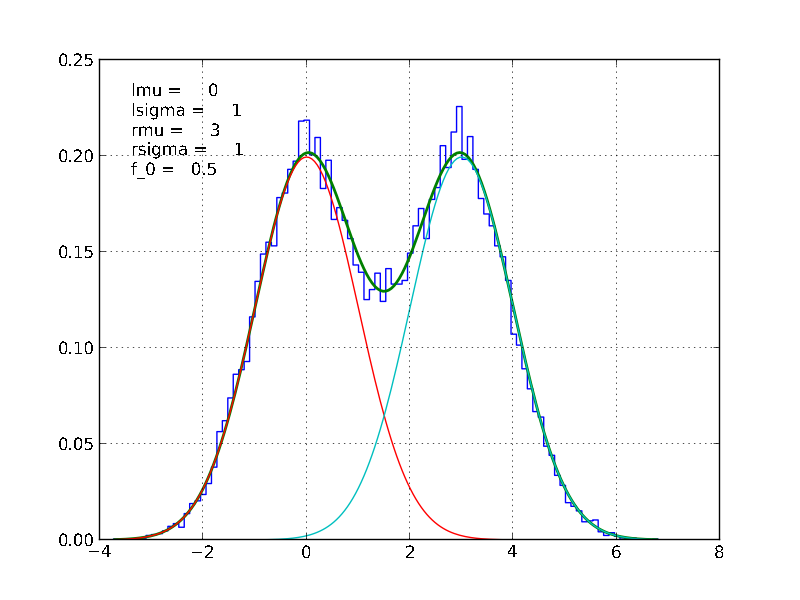 0.25
lmu = 0
lsigma = 1
rmu = 3
rsigma = 1
f_0 = 0.5
0.20
0.15
0.10
0.05
0.00
−4 −2 0 2 4 6 8